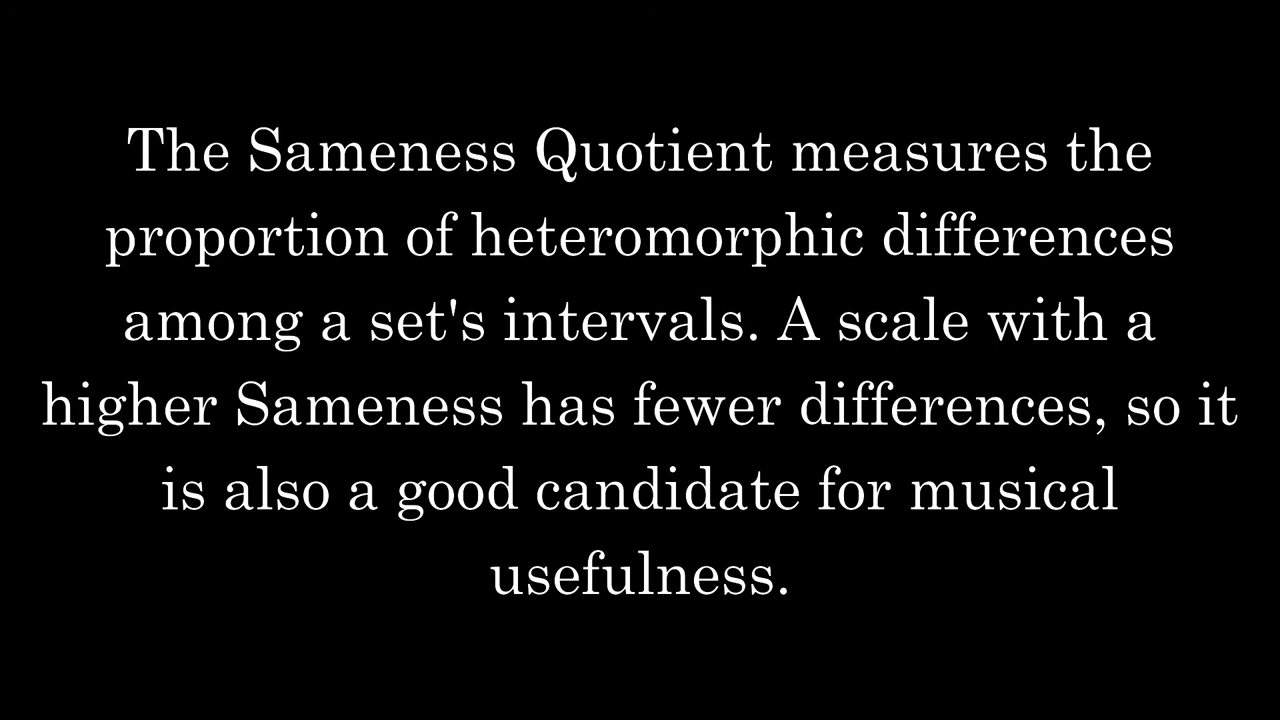 The Sameness Quotient measures the
proportion of heteromorphic differences
among a set's intervals. A scale with a
higher Sameness has fewer differences, so it
is also a good candidate for musical
usefulness.